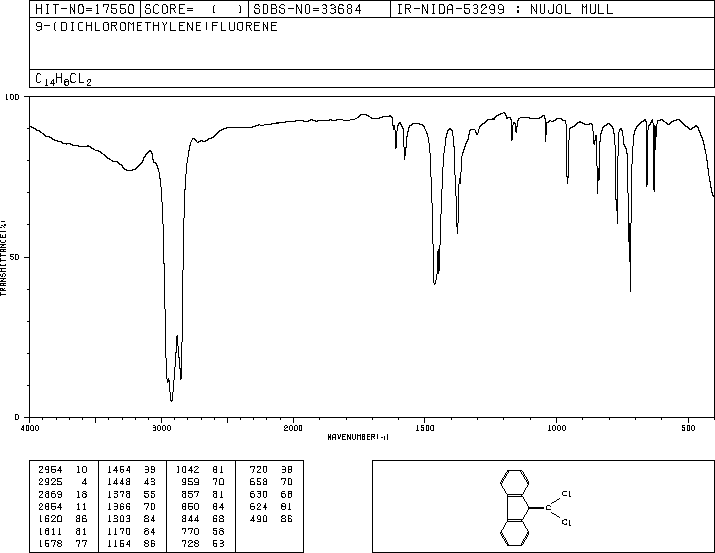 HIT-NO=17550 SCORE= ( ) SDBS-NO=33684 IR-NIDA-53299 : NUJOL MULL
9-(DICHLOROMETHYLENE)FLUORENE
C14H8CL2
100
50
0
TRANSMITTANCE(%)
4000 3000 2000 1500 1000 500
WAVENUMBER(-1)
2954 10 1464 39 1042 81 720 38
2925 4 1448 43 959 70 658 70
2869 18 1378 55 857 81 630 68
2854 11 1366 70 850 84 624 81
1620 86 1303 84 844 68 490 86
1611 81 1170 84 770 58
1578 77 1154 86 728 53
Cl
C
Cl